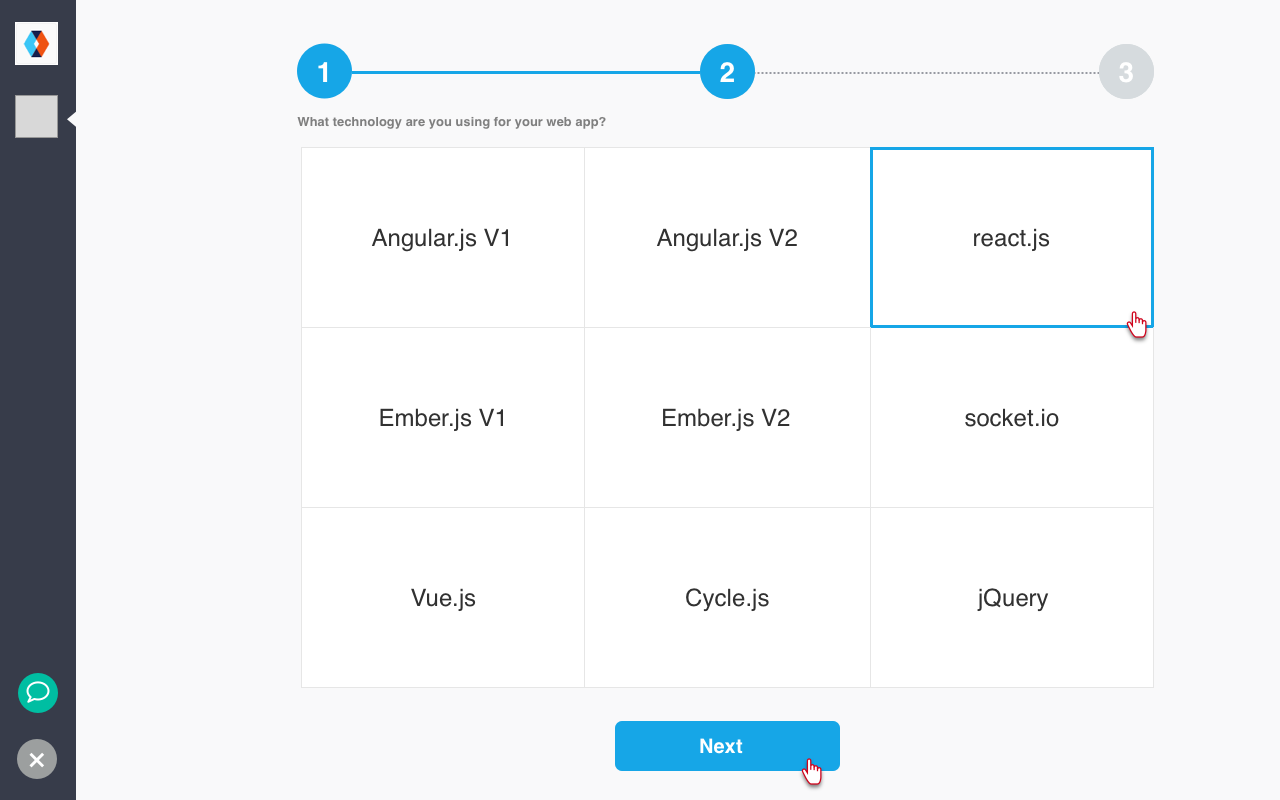 1
2
3
What technology are you using for your web app?
Angular.js V1
Angular.js V2
react.js
Ember.js V1
Ember.js V2
socket.io
Vue.js
Cycle.js
jQuery
Next